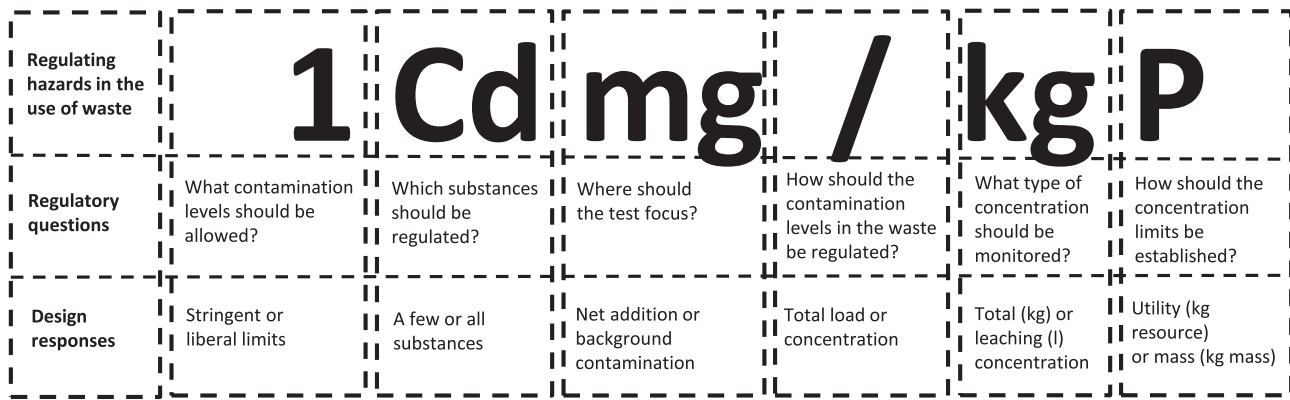 Regulating
hazards in the
use of waste
1 Cd mg / kg P
Regulatory
questions
What contamination
levels should be
allowed?
Which substances
should be
regulated?
Where should
the test focus?
How should the
contamination
levels in the waste
be regulated?
What type of
concentration
should be
monitored?
How should the
concentration
limits be
established?
Design
responses
Stringent or
liberal limits
A few or all
substances
Net addition or
background
contamination
Total load or
concentration
Total (kg) or
leaching (l)
concentration
Utility (kg
resource)
or mass (kg mass)